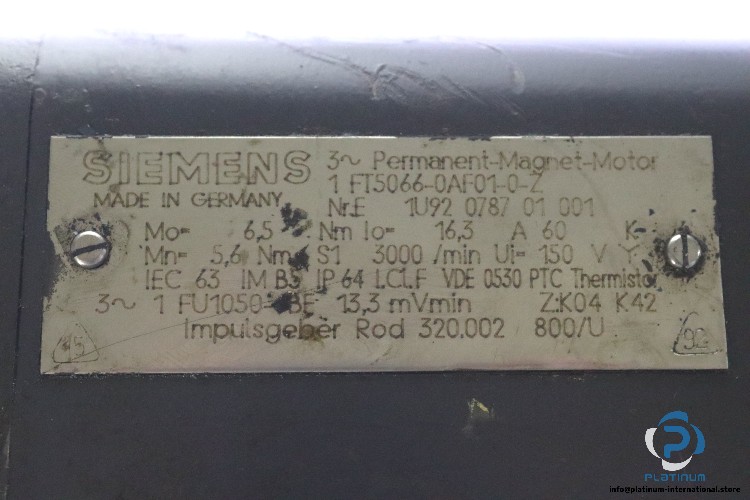 SIEMENS 3~ Permanent-Magnet-Motor
1 FT5066-0AF01-0-Z
MADE IN GERMANY Nr.E 1U92 0787 01 001
Mo= 6,5 Nm Io= 16,3 A 60 K
Mn= 5,6 Nm S1 3000 /min Ui= 150 V Y
IEC 63 IM B5 IP 64 I.Cl.F VDE 0530 PTC Thermistor
3~ 1 FU1050- 13,3 mVmin Z:K04 K42
Impulsgeber Rod 320.002 800/U
PLATINUM
info@platinum-international.store